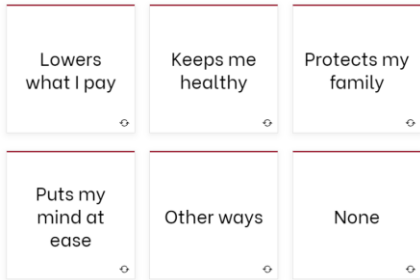 Lowers
what I pay
Keeps me
healthy
Protects my
family
Puts my
mind at
ease
Other ways
None